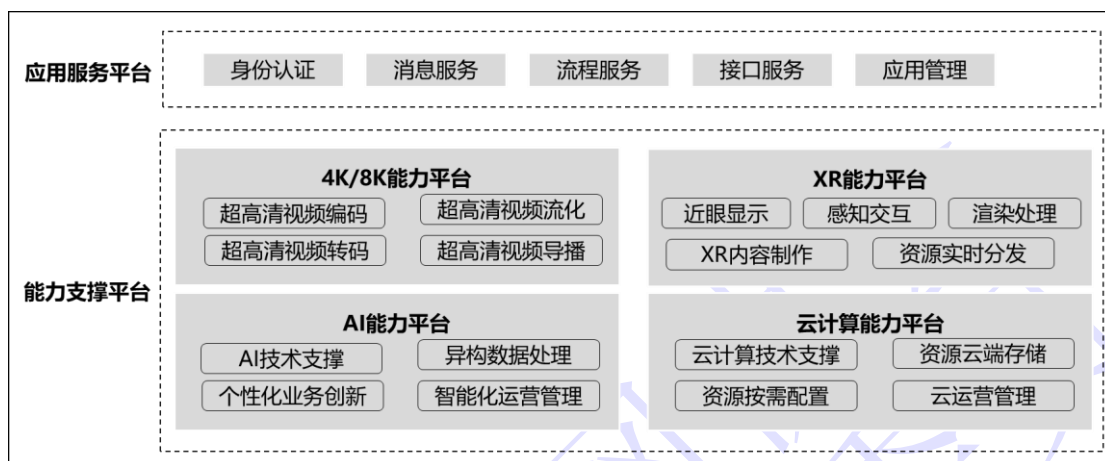 应用服务平台
身份认证 消息服务 流程服务 接口服务 应用管理
能力支撑平台
4K/8K能力平台
超高清视频编码 超高清视频流化
超高清视频转码 超高清视频导播
XR能力平台
近眼显示 感知交互 渲染处理
XR内容制作 资源实时分发
AI能力平台
AI技术支撑 异构数据处理
个性化业务创新 智能化运营管理
云计算能力平台
云计算技术支撑 资源云端存储
资源按需配置 云运营管理